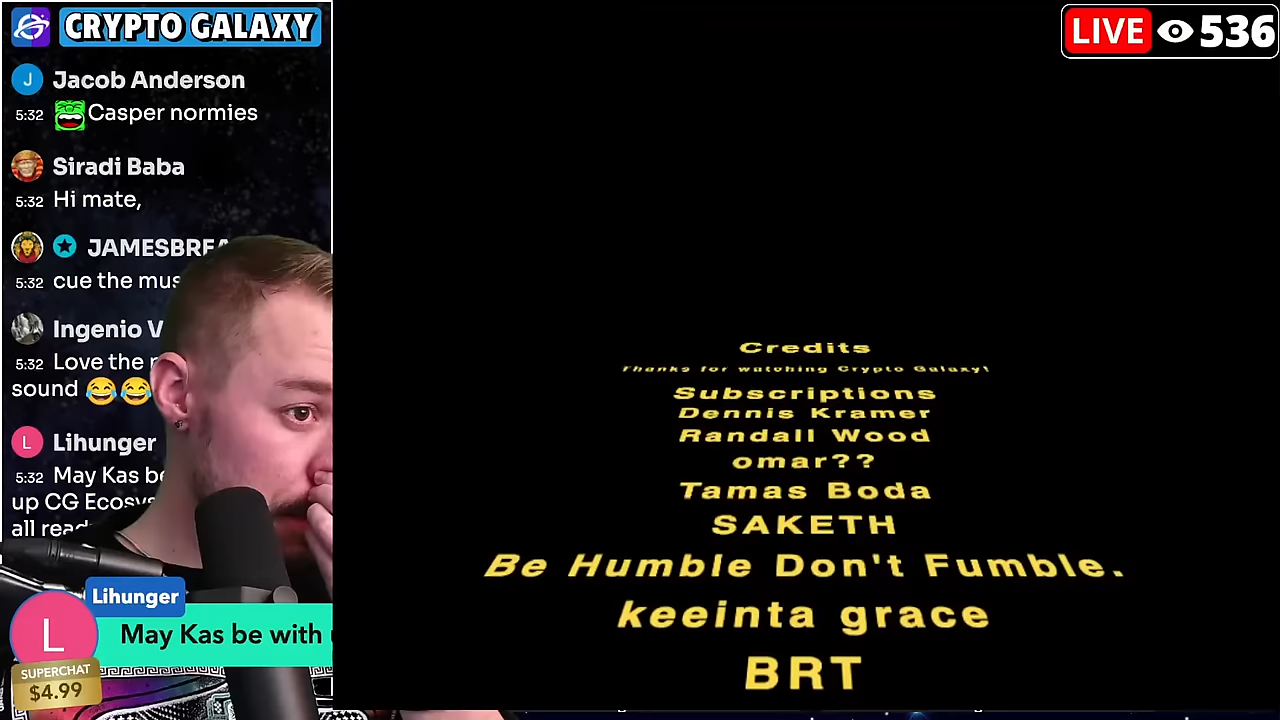 CRYPTO GALAXY
LIVE 536
J Jacob Anderson
5:32 Casper normies
Siradi Baba
5:32 Hi mate,
JAMESBREA
5:32 cue the mus
Ingenio V
5:32 Love the
sound
L Lihunger
5:32 May Kas be
up CG Ecosys
all read
Lihunger
L May Kas be with
SUPERCHAT
$4.99
Credits
Thanks for watching Crypto Galaxy!
Subscriptions
Dennis Kramer
Randall Wood
omar??
Tamas Boda
SAKETH
Be Humble Don't Fumble.
keeinta grace
BRT